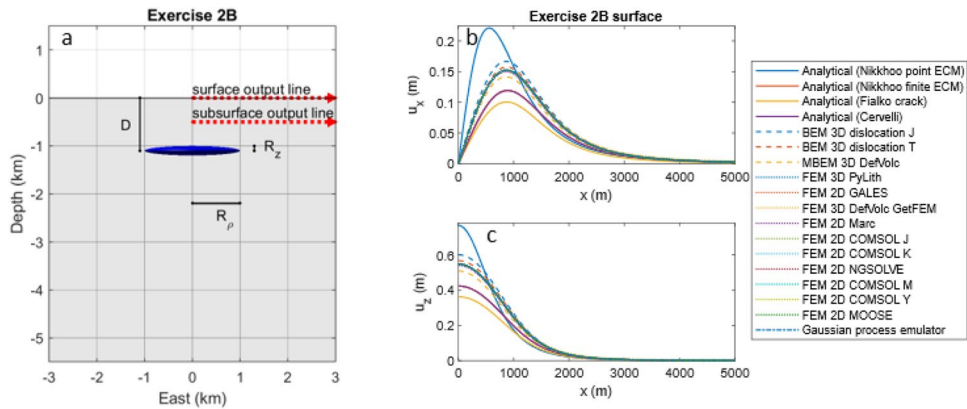 Exercise 2B
a
1
0
-1
-2
-3
-4
-5
Depth (km)
surface output line
subsurface output line
D
R_z
R_ρ
-3 -2 -1 0 1 2 3
East (km)
Exercise 2B surface
b
0.2
0.15
0.1
0.05
0
u_x (m)
0 1000 2000 3000 4000 5000
x (m)
c
0.6
0.4
0.2
0
u_z (m)
0 1000 2000 3000 4000 5000
x (m)
Analytical (Nikkhoo point ECM)
Analytical (Nikkhoo finite ECM)
Analytical (Fialko crack)
Analytical (Cervelli)
BEM 3D dislocation J
BEM 3D dislocation T
MBEM 3D DefVolc
FEM 3D PyLith
FEM 2D GALES
FEM 3D DefVolc GetFEM
FEM 2D Marc
FEM 2D COMSOL J
FEM 2D COMSOL K
FEM 2D NGSOLVE
FEM 2D COMSOL M
FEM 2D COMSOL Y
FEM 2D MOOSE
Gaussian process emulator